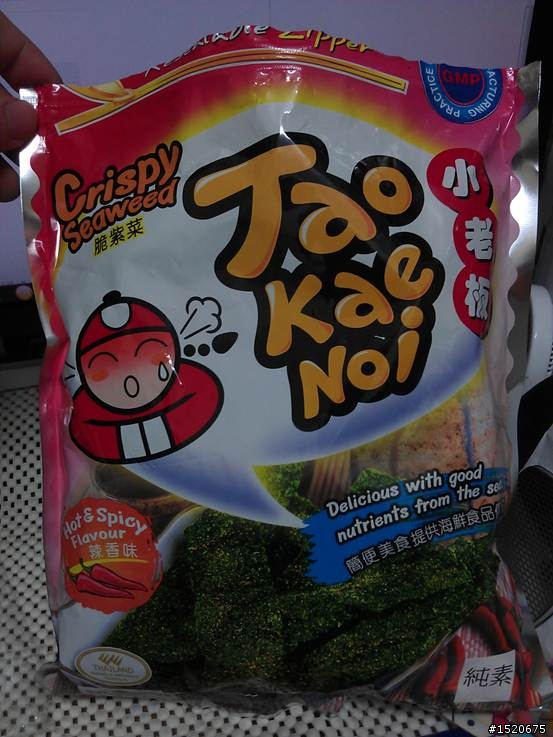 Zipper
GMP
PRACTICE
Crispy
Seaweed
脆紫菜
Tao
Kae
Noi
小老板
Delicious with good
nutrients from the sea
簡便美食提供海鮮食品
Hot & Spicy
Flavour
辣香味
THAILAND
純素
#1520675